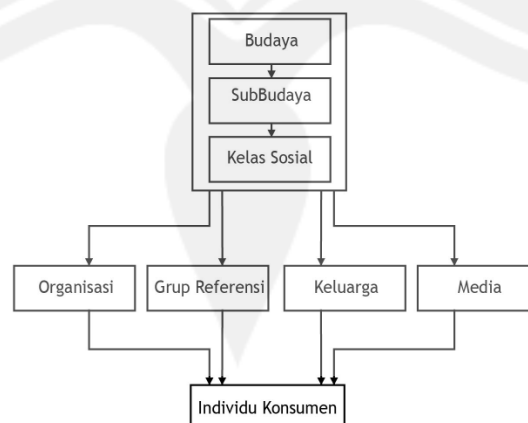 Budaya
SubBudaya
Kelas Sosial
Organisasi
Grup Referensi
Keluarga
Media
Individu Konsumen